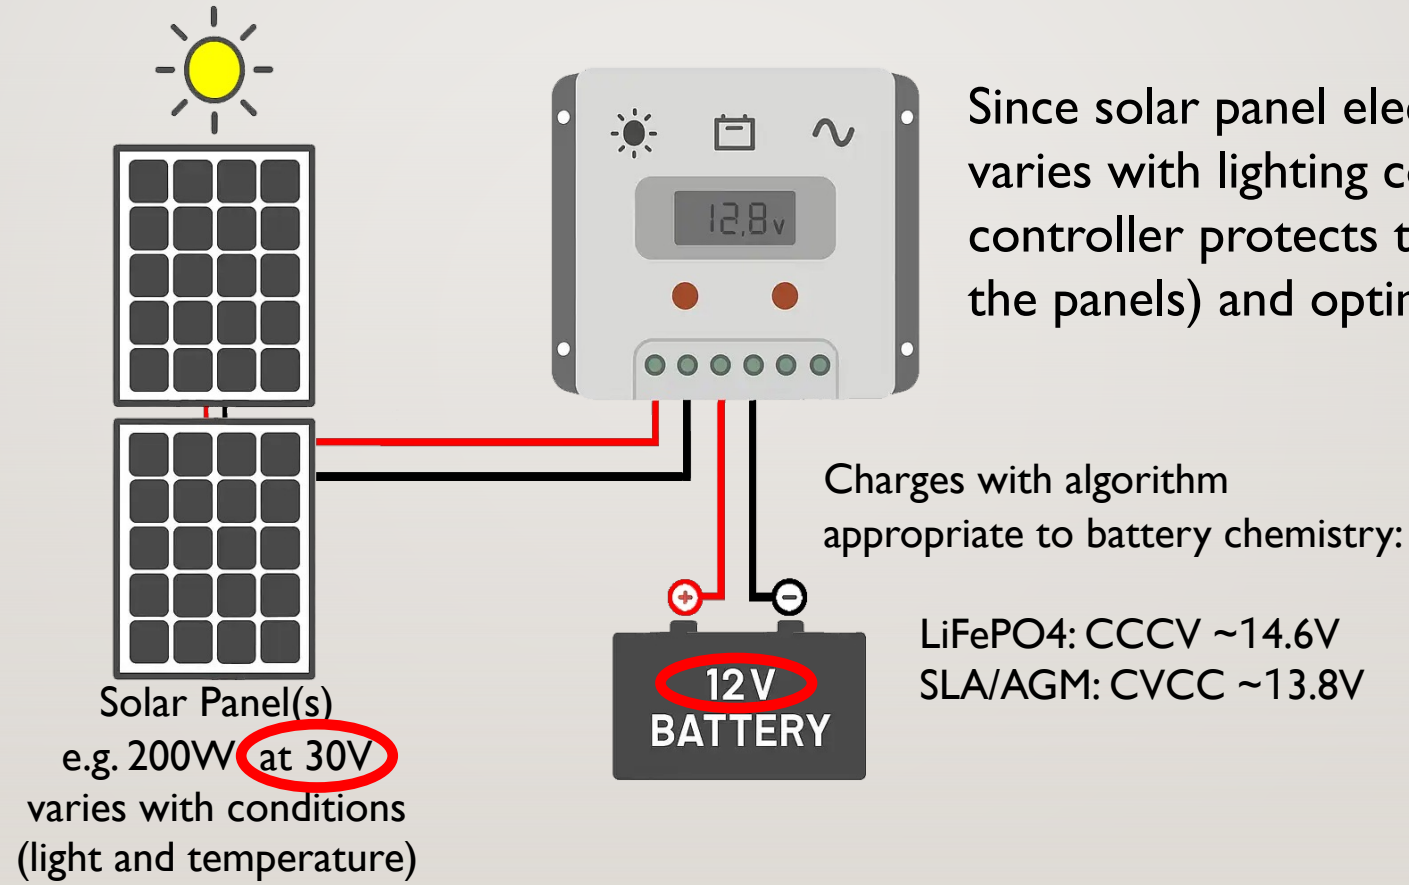 12.8v
Since solar panel
varies with lighting
controller protects
the panels) and
Charges with algorithm
appropriate to battery chemistry:
LiFePO4: CCCV ~14.6V
SLA/AGM: CVCC ~13.8V
+ −
12V
BATTERY
Solar Panel(s)
e.g. 200W at 30V
varies with conditions
(light and temperature)